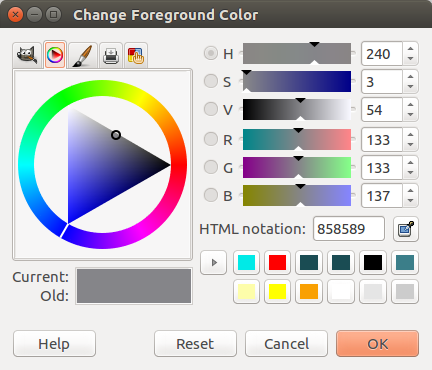 Change Foreground Color
H 240
S 3
V 54
R 133
G 133
B 137
HTML notation: 858589
Current:
Old:
Help Reset Cancel OK